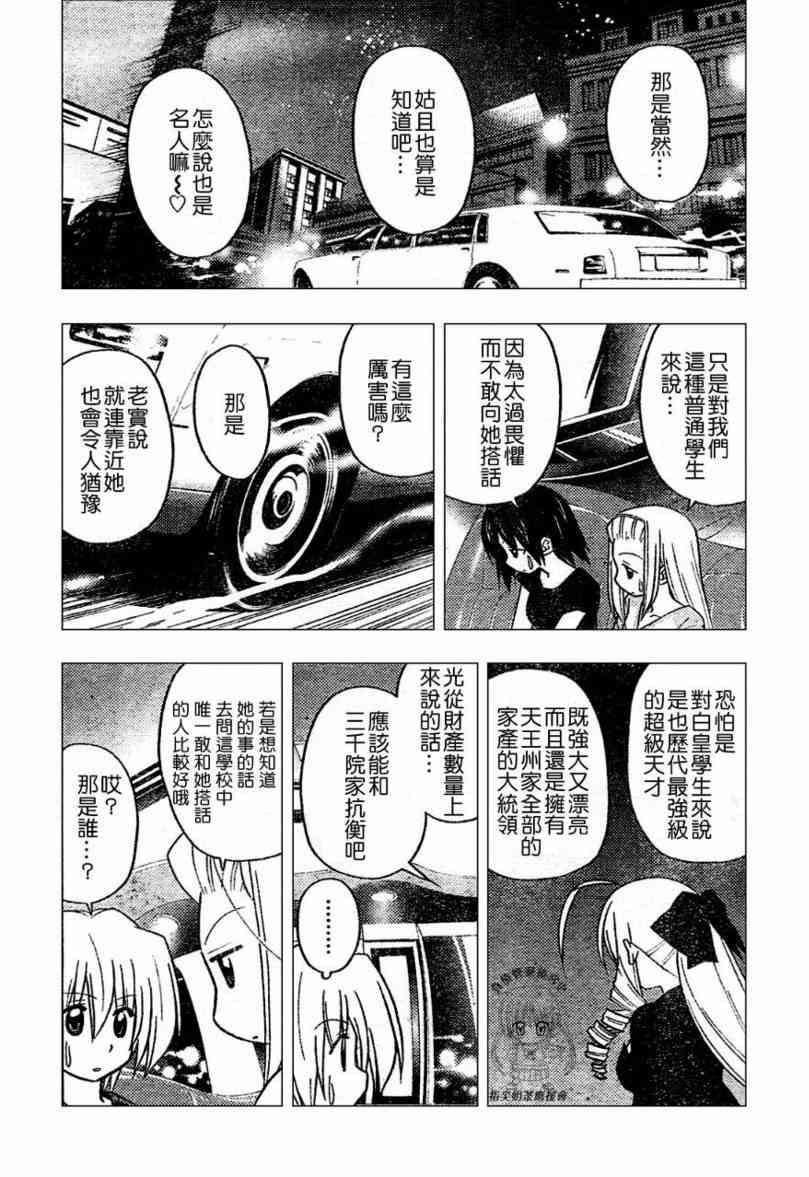 那是當然…
姑且也算是
知道吧…
怎麼說也是
名人嘛~♡
只是對我們
這種普通學生
來說…
因為太過畏懼
而不敢向她搭話
有這麼
厲害嗎?
那是
老實說
就連靠近她
也會令人猶豫
恐怕是
對白皇學生來說
是也歷代最強級
的超級天才
既強大又漂亮
而且還是擁有
天王州家全部的
家產的大統領
光從財產數量上
來說的話…
應該能和
三千院家抗衡吧
………
若是想知道
她的事的話
去問這學校中
唯一敢和她搭話
的人比較好哦
哎?
那是誰…?